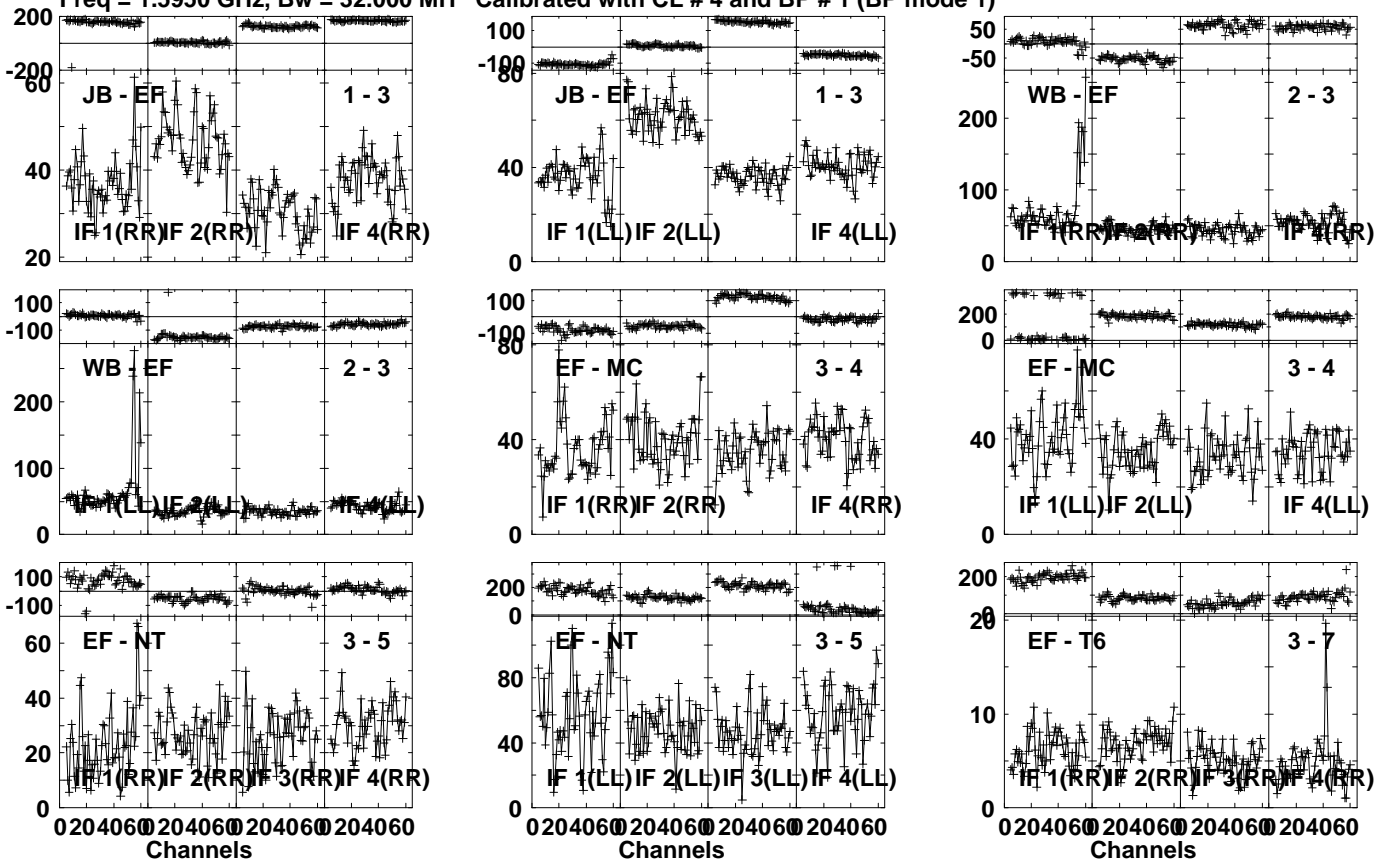 Freq = 1.5950 GHz, Bw = 32.000 MH Calibrated with CL # 4 and BP # 1 (BP mode 1)
200
-200
60
40
20
JB - EF 1 - 3
IF 1(RR) IF 2(RR) IF 4(RR)
100
-100
80
40
0
JB - EF 1 - 3
IF 1(LL) IF 2(LL) IF 4(LL)
50
-50
200
100
0
WB - EF 2 - 3
IF 1(RR) IF 2(RR) IF 4(RR)
100
-100
200
100
50
0
WB - EF 2 - 3
IF 1(LL) IF 2(LL) IF 4(LL)
100
-100
80
40
0
EF - MC 3 - 4
IF 1(RR) IF 2(RR) IF 4(RR)
200
0
40
0
EF - MC 3 - 4
IF 1(LL) IF 2(LL) IF 4(LL)
100
-100
60
40
20
0
EF - NT 3 - 5
IF 1(RR) IF 2(RR) IF 3(RR) IF 4(RR)
0 20 40 60 0 20 40 60 0 20 40 60 0 20 40 60
Channels
200
0
80
40
0
EF - NT 3 - 5
IF 1(LL) IF 2(LL) IF 3(LL) IF 4(LL)
0 20 40 60 0 20 40 60 0 20 40 60 0 20 40 60
Channels
200
0
20
10
0
EF - T6 3 - 7
IF 1(RR) IF 2(RR) IF 3(RR) IF 4(RR)
0 20 40 60 0 20 40 60 0 20 40 60 0 20 40 60
Channels